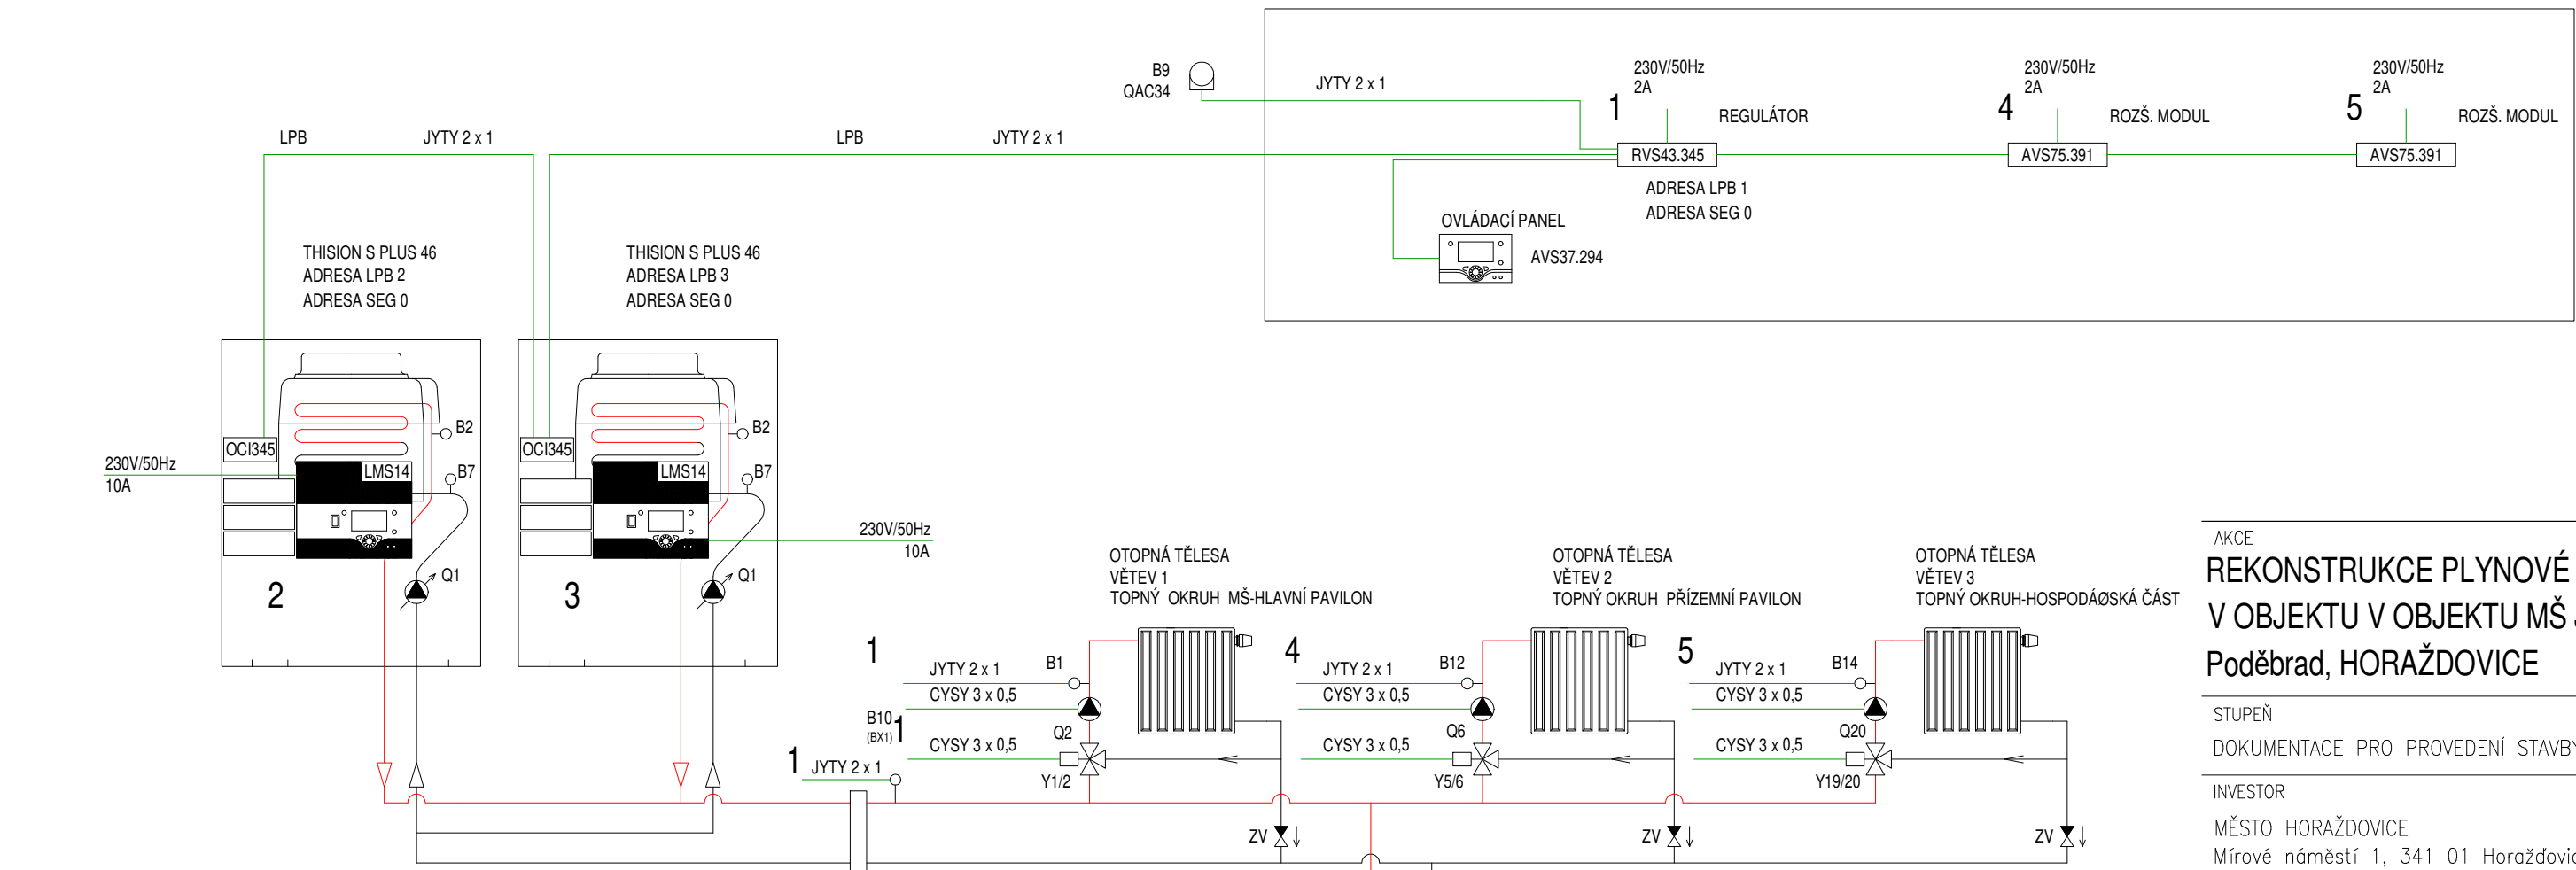 B9
QAC34
JYTY 2 x 1
230V/50Hz
2A
1
REGULÁTOR
RVS43.345
ADRESA LPB 1
ADRESA SEG 0
230V/50Hz
2A
4
ROZŠ. MODUL
AVS75.391
230V/50Hz
2A
5
ROZŠ. MODUL
AVS75.391
OVLÁDACÍ PANEL
AVS37.294
LPB
JYTY 2 x 1
LPB
JYTY 2 x 1
THISION S PLUS 46
ADRESA LPB 2
ADRESA SEG 0
THISION S PLUS 46
ADRESA LPB 3
ADRESA SEG 0
OCI345
B2
LMS14
B7
230V/50Hz
10A
Q1
2
OCI345
B2
LMS14
B7
230V/50Hz
10A
Q1
3
OTOPNÁ TĚLESA
VĚTEV 1
TOPNÝ OKRUH MŠ-HLAVNÍ PAVILON
1
JYTY 2 x 1
B1
CYSY 3 x 0,5
B10
(BX1)
1
Q2
CYSY 3 x 0,5
Y1/2
1
JYTY 2 x 1
ZV
OTOPNÁ TĚLESA
VĚTEV 2
TOPNÝ OKRUH PŘÍZEMNÍ PAVILON
4
JYTY 2 x 1
B12
CYSY 3 x 0,5
Q6
CYSY 3 x 0,5
Y5/6
ZV
OTOPNÁ TĚLESA
VĚTEV 3
TOPNÝ OKRUH-HOSPODÁØSKÁ ČÁST
5
JYTY 2 x 1
B14
CYSY 3 x 0,5
Q20
CYSY 3 x 0,5
Y19/20
ZV
AKCE
REKONSTRUKCE PLYNOVÉ
V OBJEKTU V OBJEKTU MŠ
Poděbrad, HORAŽDOVICE
STUPEŇ
DOKUMENTACE PRO PROVEDENÍ STAVBY
INVESTOR
MĚSTO HORAŽDOVICE
Mírové náměstí 1, 341 01 Horažďovic